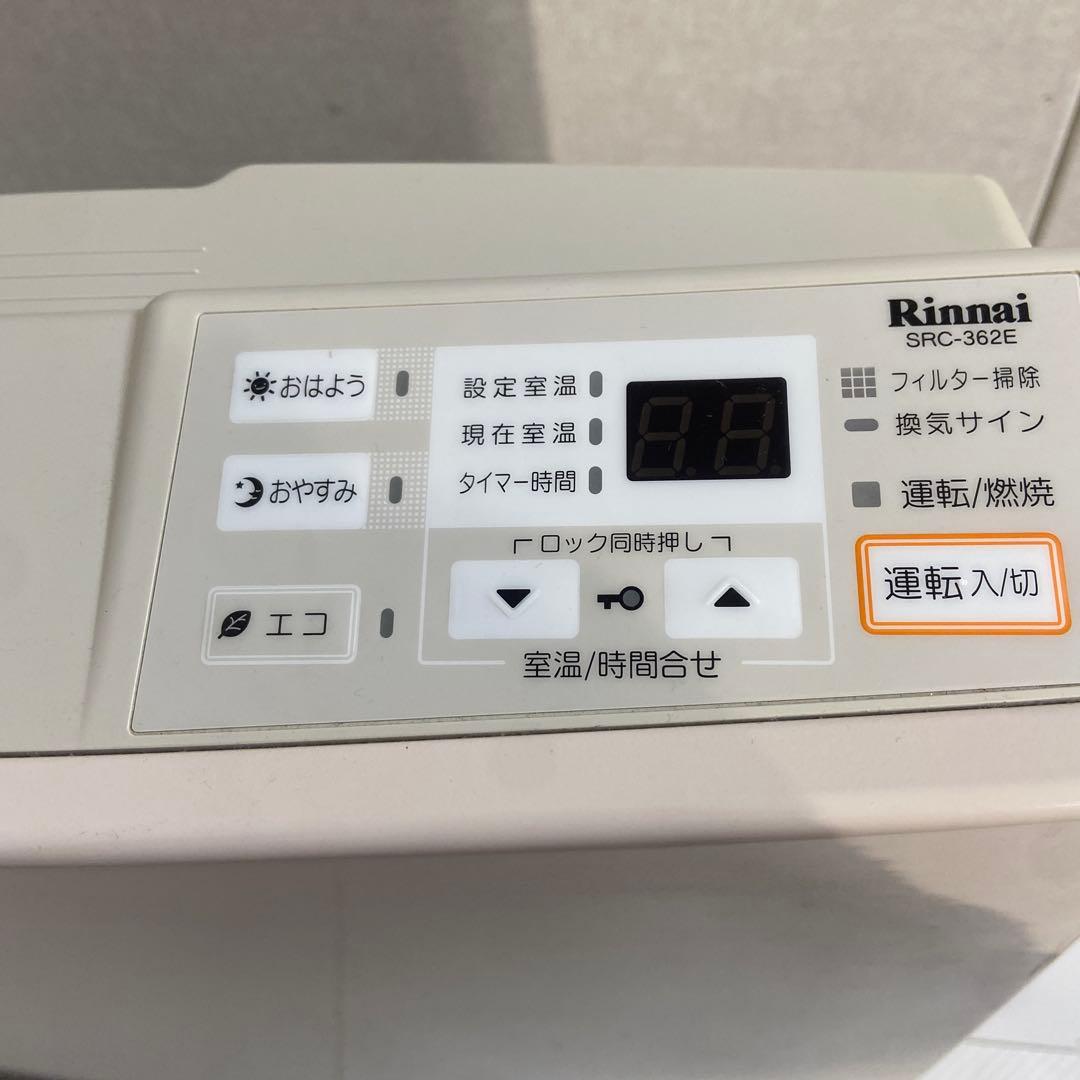 Rinnai
SRC-362E
おはよう
おやすみ
エコ
設定室温
現在室温
タイマー時間
ロック同時押し
室温/時間合せ
フィルター掃除
換気サイン
運転/燃焼
運転 入/切